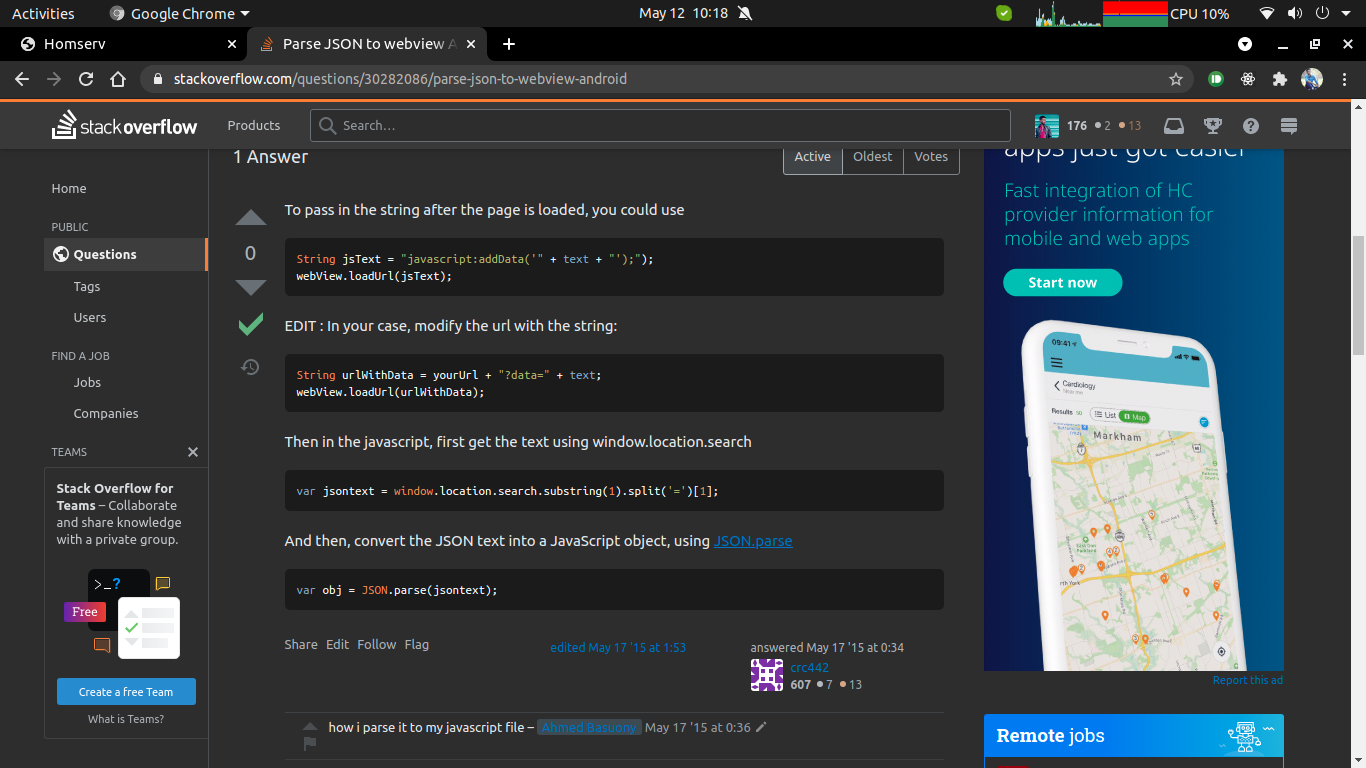 Activities
Google Chrome
May 12 10:18
CPU 10%
Homserv
Parse JSON to webview A
stackoverflow.com/questions/30282086/parse-json-to-webview-android
stackoverflow
Products
Search...
176 2 13
Home
PUBLIC
Questions
Tags
Users
FIND A JOB
Jobs
Companies
TEAMS
Stack Overflow for
Teams – Collaborate
and share knowledge
with a private group.
>_?
Free
Create a free Team
What is Teams?
1 Answer
Active Oldest Votes
0
To pass in the string after the page is loaded, you could use
String jsText = "javascript:addData('" + text + "');");
webView.loadUrl(jsText);
EDIT : In your case, modify the url with the string:
String urlWithData = yourUrl + "?data=" + text;
webView.loadUrl(urlWithData);
Then in the javascript, first get the text using window.location.search
var jsontext = window.location.search.substring(1).split('=')[1];
And then, convert the JSON text into a JavaScript object, using JSON.parse
var obj = JSON.parse(jsontext);
Share Edit Follow Flag
edited May 17 '15 at 1:53
answered May 17 '15 at 0:34
crc442
607 7 13
how i parse it to my javascript file – Ahmed Basuony May 17 '15 at 0:36
apps just got easier
Fast integration of HC
provider information for
mobile and web apps
Start now
09:41
Cardiology
Near me
Results
List
Map
Markham
Report this ad
Remote jobs